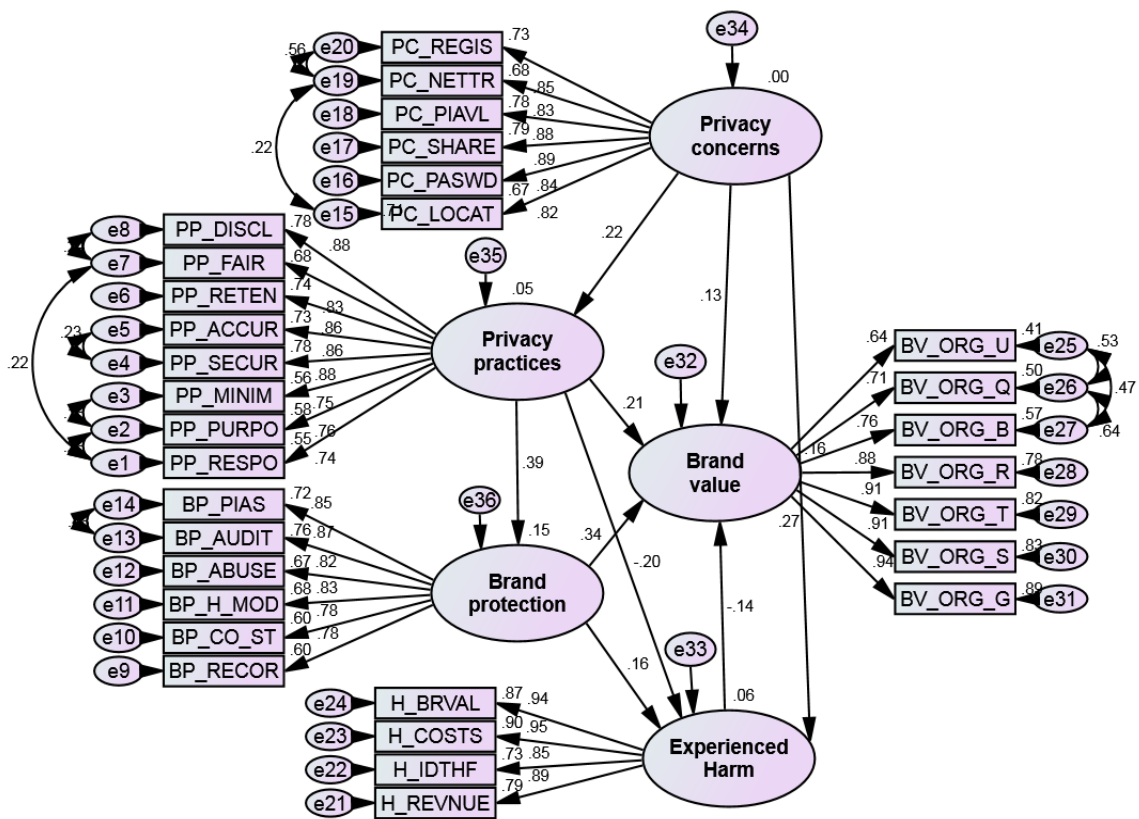 e34
.73
e20
PC_REGIS
.56
.68
.00
e19
PC_NETTR
.85
.78
e18
PC_PIAVL
.83
Privacy
concerns
.79
e17
PC_SHARE
.88
.22
e16
PC_PASWD
.89
.67
.84
e15
PC_LOCAT
.82
e8
PP_DISCL
.78
.22
.88
e35
e7
PP_FAIR
.68
.05
.74
e6
PP_RETEN
.83
.13
.23
e5
PP_ACCUR
.73
.86
Privacy
practices
.64
BV_ORG_U
.41
e25
.53
e4
PP_SECUR
.78
.86
e32
.22
.71
BV_ORG_Q
.50
e26
.47
e3
PP_MINIM
.56
.88
.21
.76
BV_ORG_B
.57
e27
.64
e2
PP_PURPO
.58
.75
.76
.16
e1
PP_RESPO
.55
.74
.39
Brand
value
.88
BV_ORG_R
.78
e28
e14
BP_PIAS
.72
.85
e36
.91
BV_ORG_T
.82
e29
e13
BP_AUDIT
.76
.87
.15
.34
.27
.91
BV_ORG_S
.83
e30
e12
BP_ABUSE
.67
.82
-.20
.94
e11
BP_H_MOD
.68
.83
Brand
protection
BV_ORG_G
.89
e31
e10
BP_CO_ST
.60
.78
-.14
e9
BP_RECOR
.60
.78
.16
e33
e24
H_BRVAL
.87
.94
.06
e23
H_COSTS
.90
.95
Experienced
Harm
e22
H_IDTHF
.73
.85
e21
H_REVNUE
.79
.89